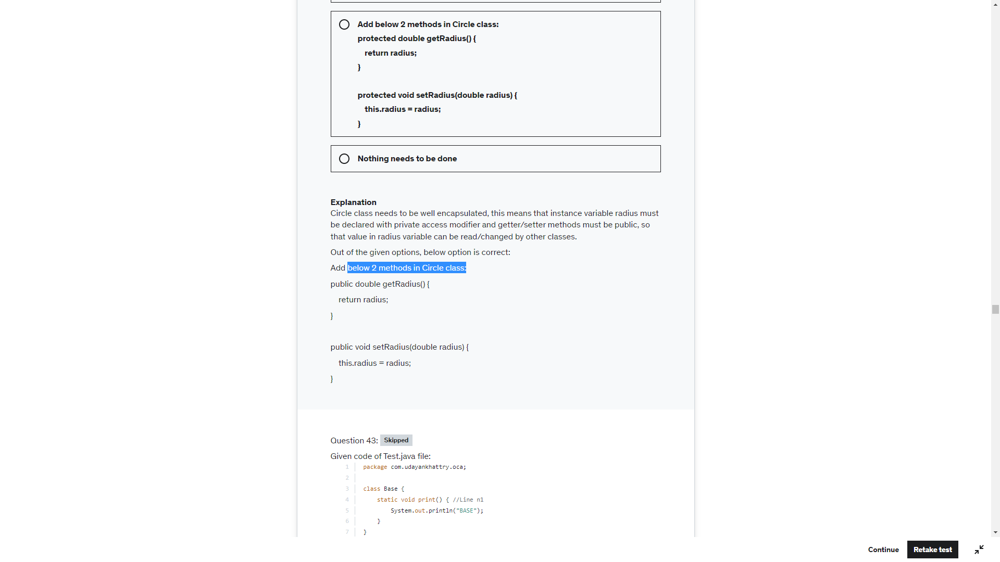 Add below 2 methods in Circle class:
protected double getRadius() {
return radius;
}
protected void setRadius(double radius) {
this.radius = radius;
}
Nothing needs to be done
Explanation
Circle class needs to be well encapsulated, this means that instance variable radius must
be declared with private access modifier and getter/setter methods must be public, so
that value in radius variable can be read/changed by other classes.
Out of the given options, below option is correct:
Add below 2 methods in Circle class:
public double getRadius() {
return radius;
}
public void setRadius(double radius) {
this.radius = radius;
}
Question 43: Skipped
Given code of Test.java file:
1 package com.udayankhattry.oca;
2
3 class Base {
4 static void print() { //Line n1
5 System.out.println("BASE");
6 }
7 }
Continue Retake test